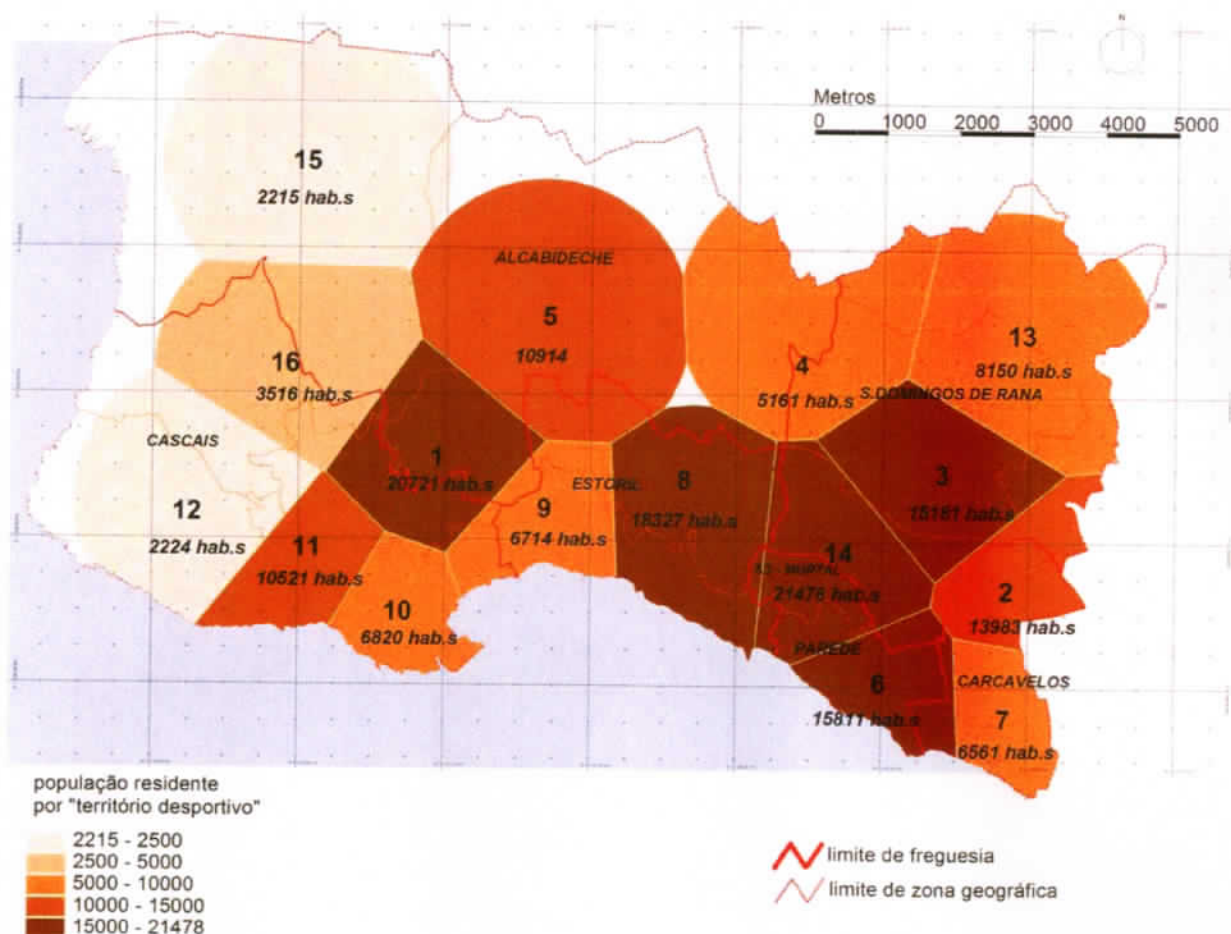 N
Metros
0 1000 2000 3000 4000 5000
15
2215 hab.s
ALCABIDECHE
5
10914
16
3516 hab.s
4
5161 hab.s
13
8150 hab.s
S.DOMINGOS DE RANA
CASCAIS
1
20721 hab.s
12
2224 hab.s
11
10521 hab.s
10
6820 hab.s
ESTORIL
9
6714 hab.s
8
18327 hab.s
3
15181 hab.s
14
21476 hab.s
2
13983 hab.s
PAREDE
6
15811 hab.s
CARCAVELOS
7
6561 hab.s
população residente
por "território desportivo"
2215 - 2500
2500 - 5000
5000 - 10000
10000 - 15000
15000 - 21478
limite de freguesia
limite de zona geográfica